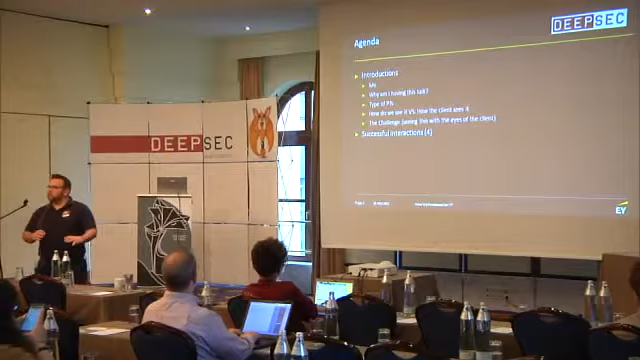 DEEPSEC
Agenda
Introductions
Me
Why am I having this talk?
Type of PIs
How do we see it VS. How the client sees it
The Challenge (seeing this with the eyes of the client)
Successful interactions (4)
EY
DEEPSEC